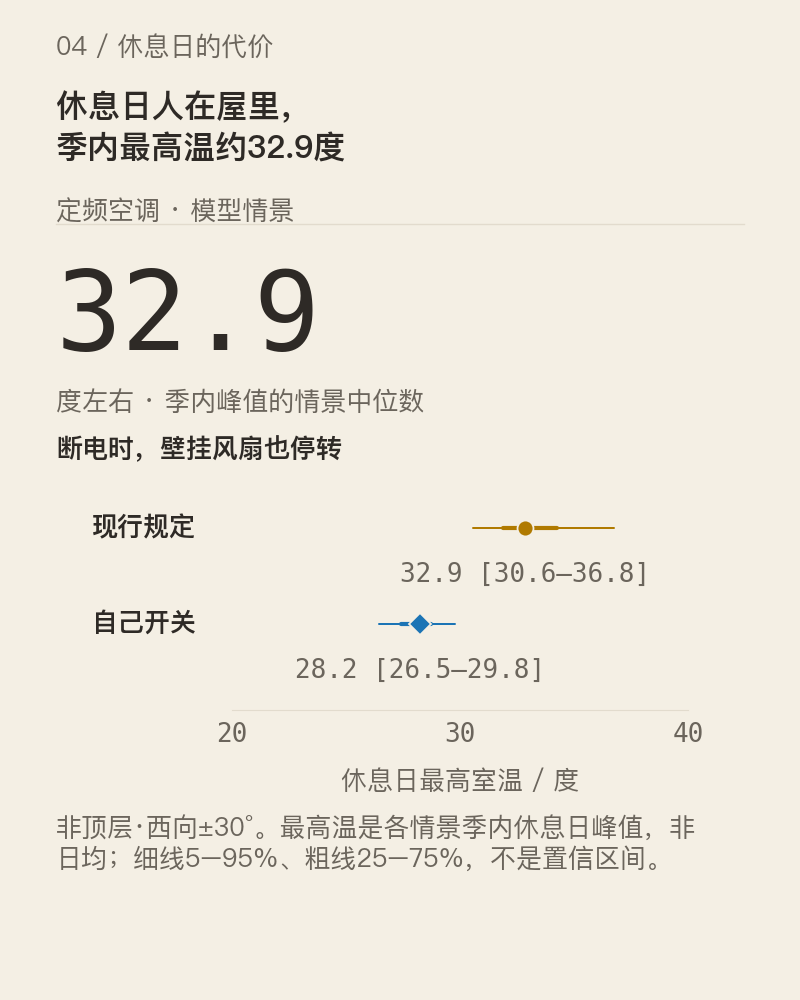 04 / 休息日的代价
休息日人在屋里，
季内最高温约32.9度
定频空调 · 模型情景
32.9
度左右 · 季内峰值的情景中位数
断电时，壁挂风扇也停转
现行规定
32.9 [30.6–36.8]
自己开关
28.2 [26.5–29.8]
20 30 40
休息日最高室温 / 度
非顶层·西向±30°。最高温是各情景季内休息日峰值，非
日均；细线5–95%、粗线25–75%，不是置信区间。